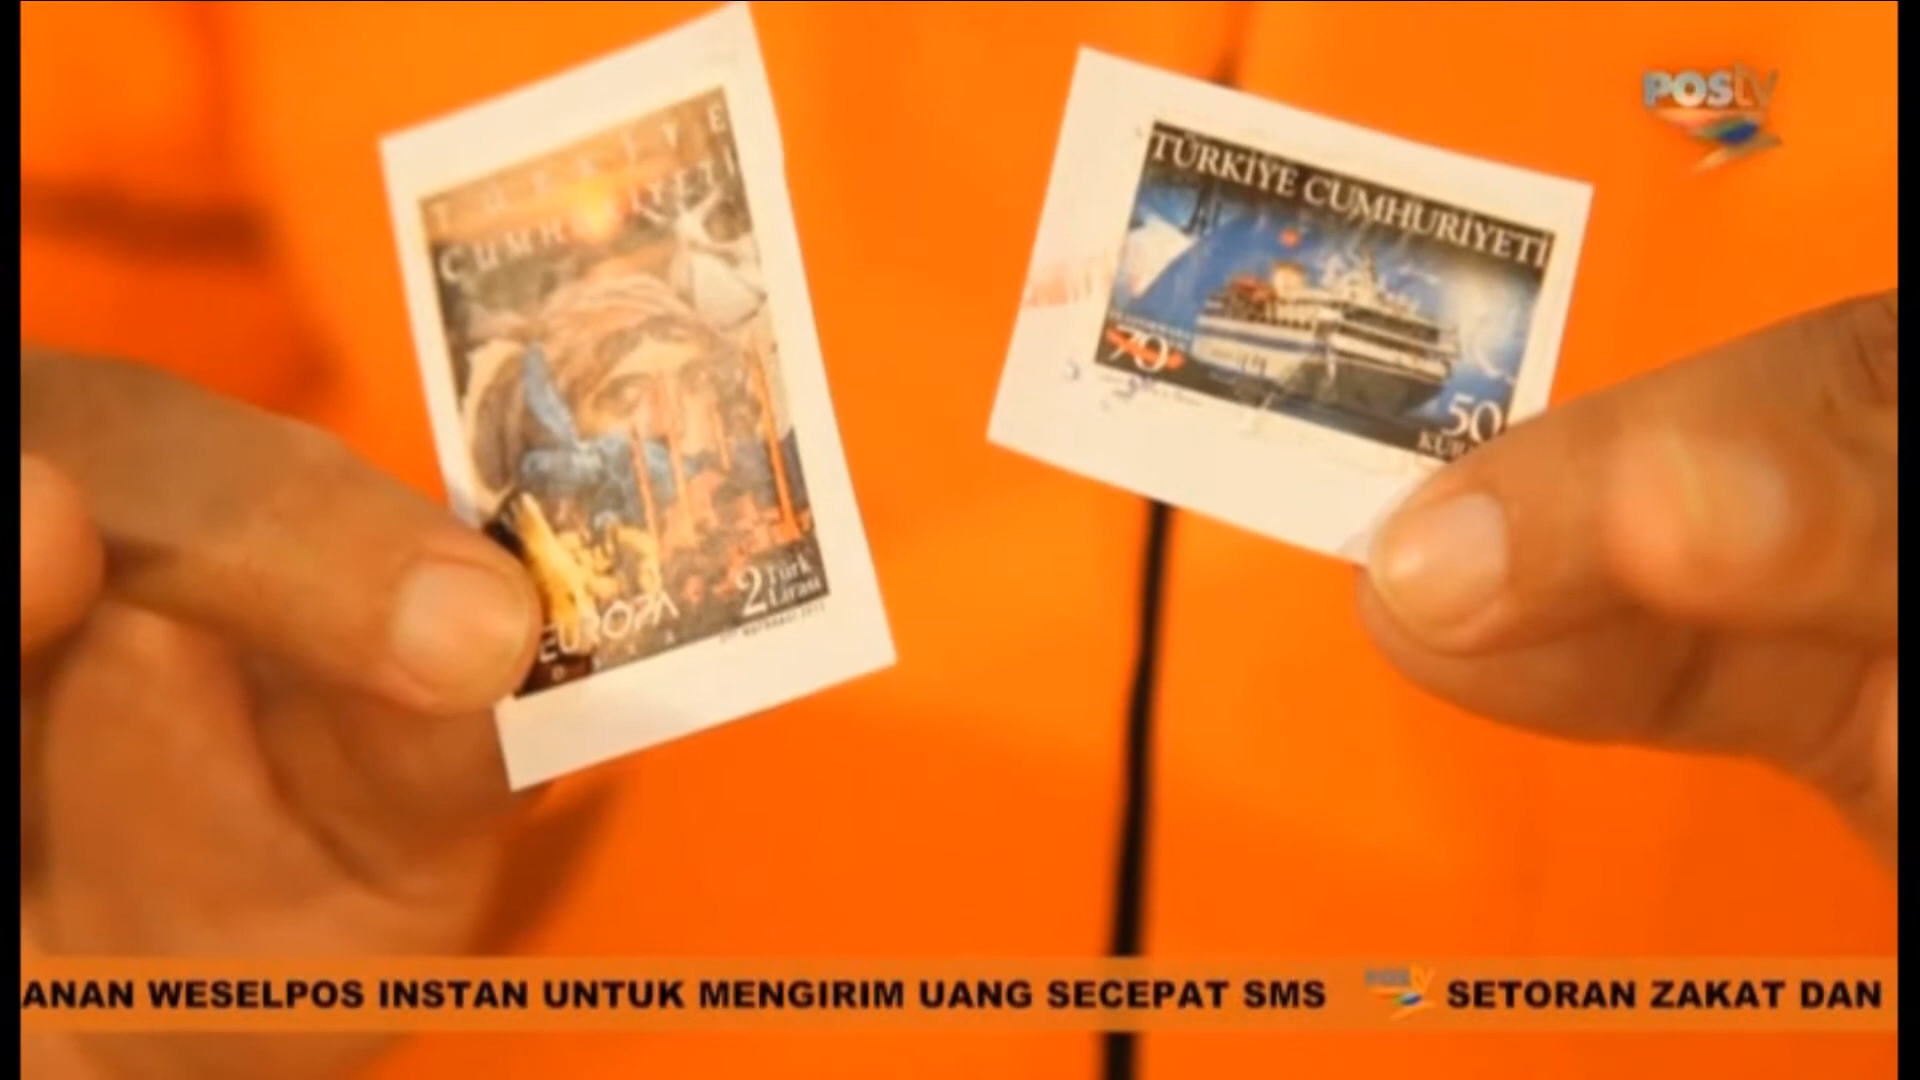 POStv
TÜRKİYE
CUMHURİYETİ
EUROPA
2 Türk
Lirası
TÜRKİYE CUMHURİYETİ
70
50
ANAN WESELPOS INSTAN UNTUK MENGIRIM UANG SECEPAT SMS POStv SETORAN ZAKAT DAN